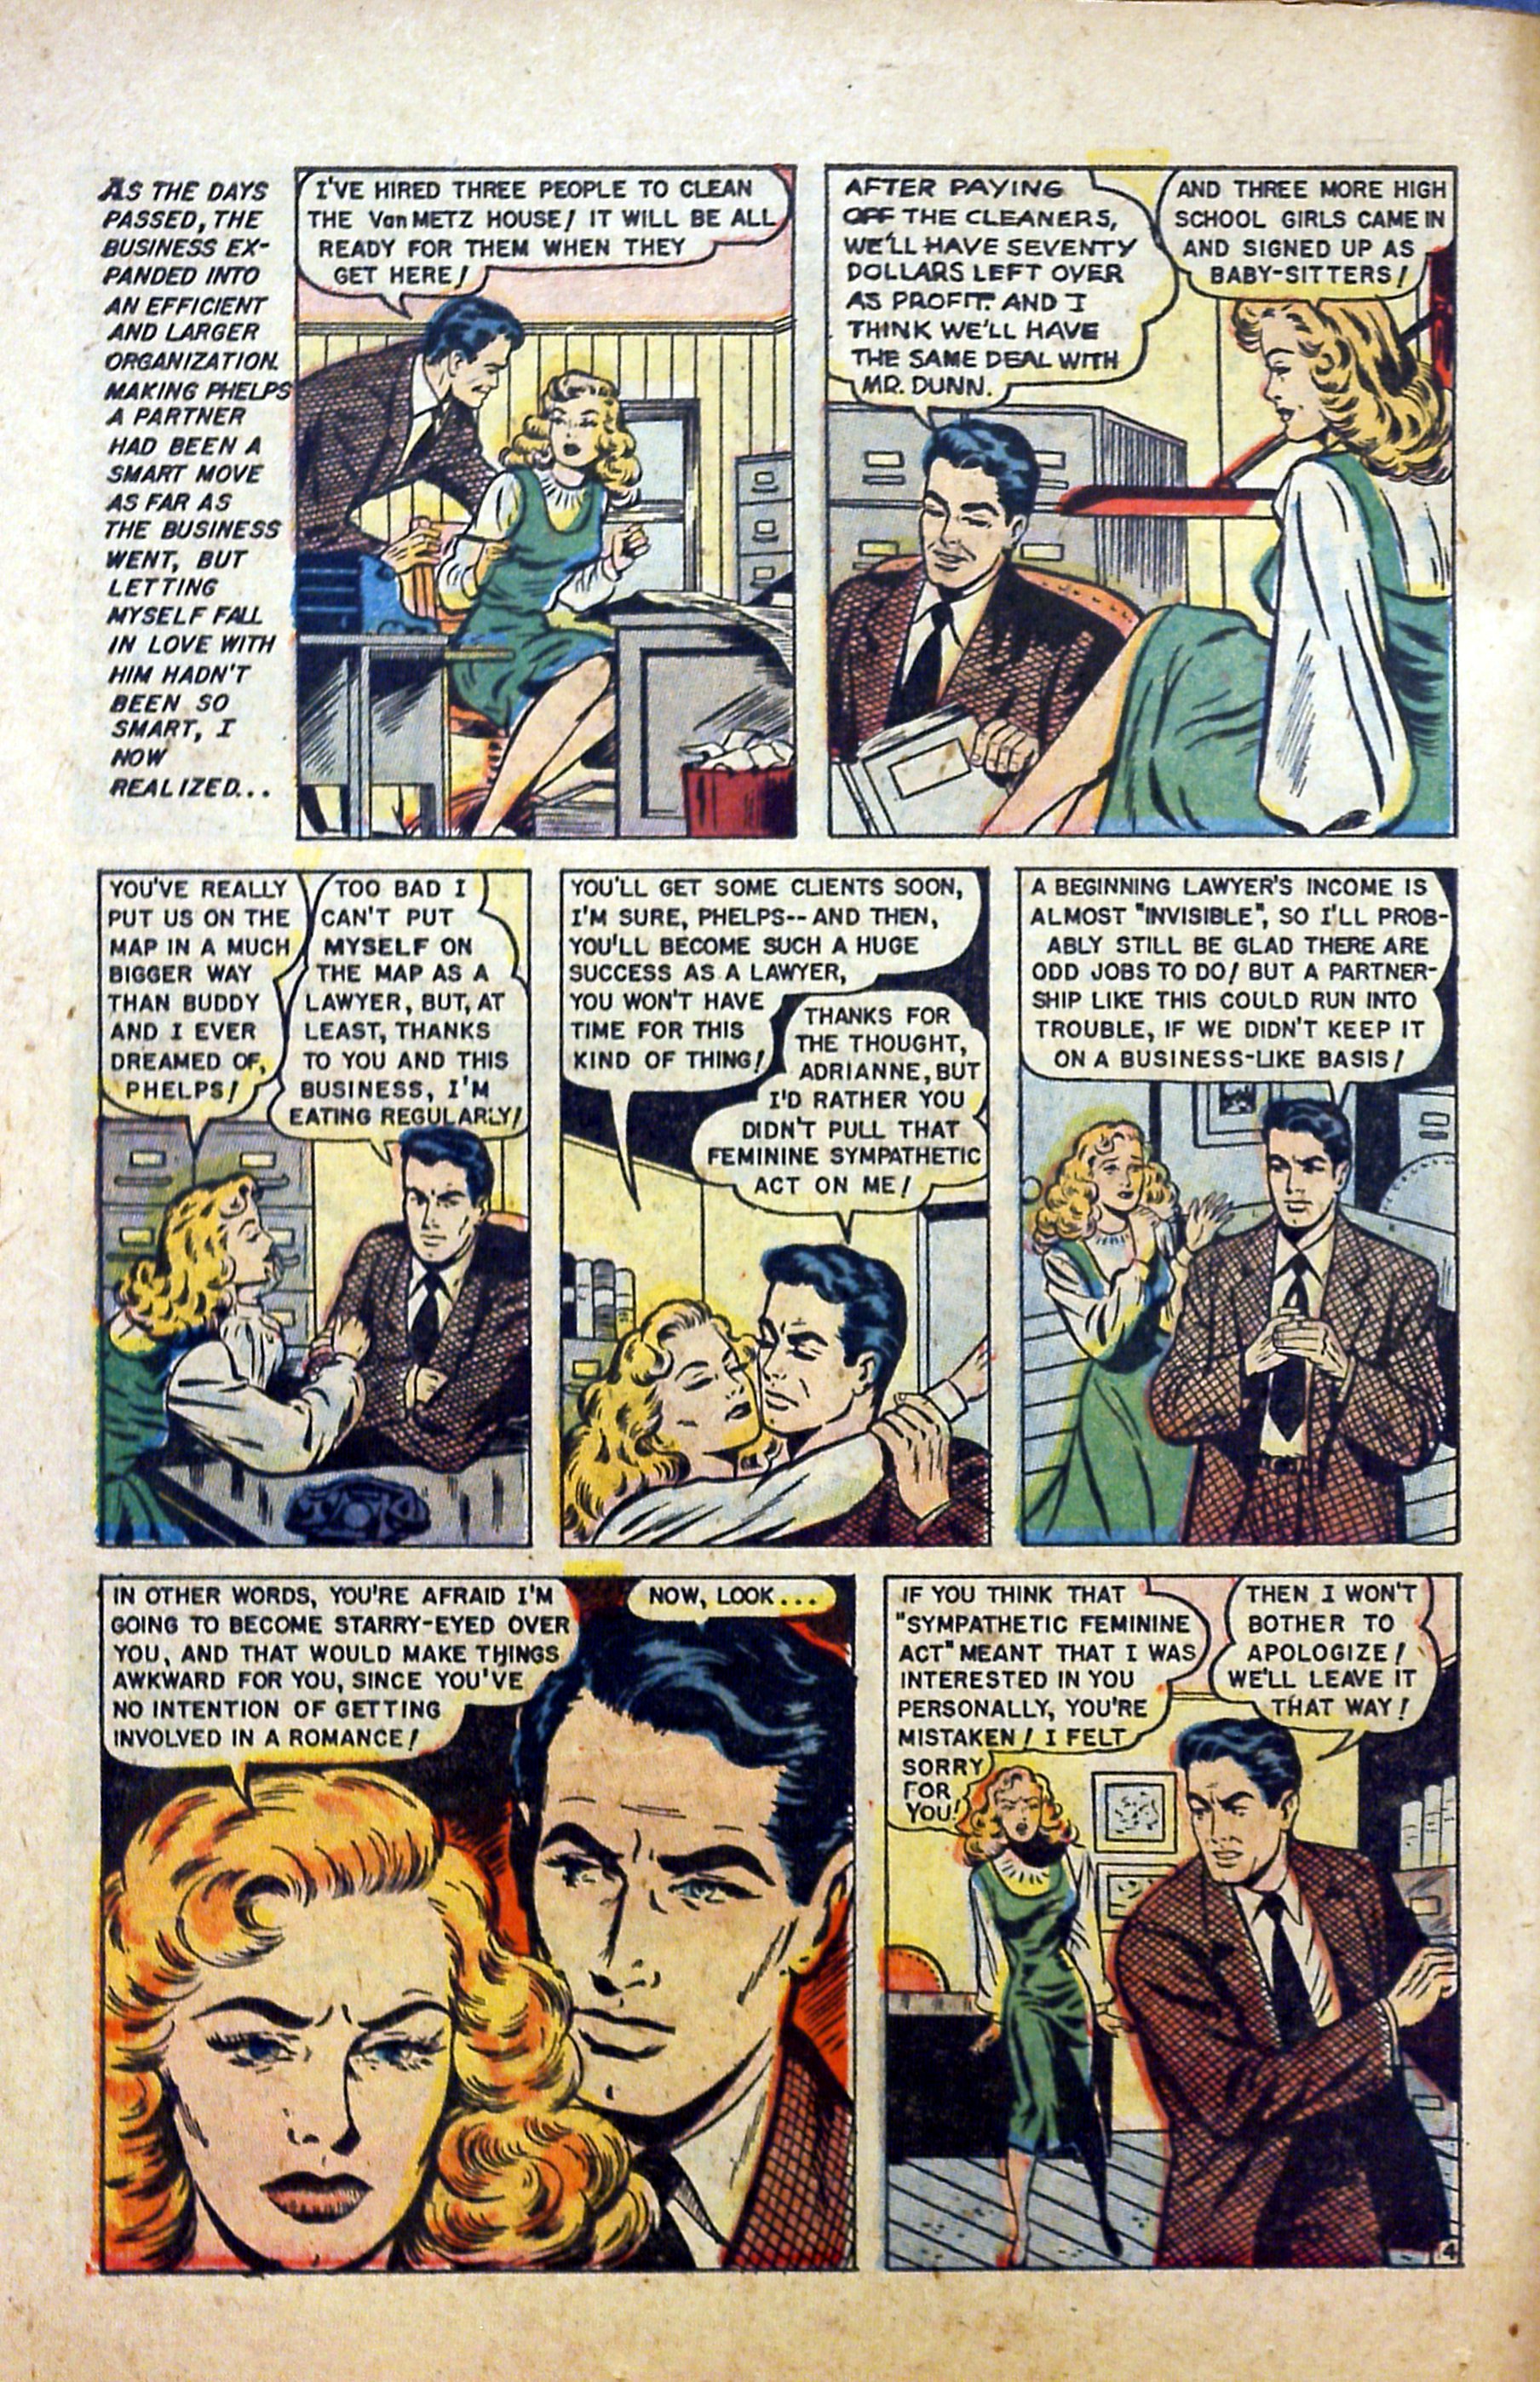 AS THE DAYS
PASSED, THE
BUSINESS EX-
PANDED INTO
AN EFFICIENT
AND LARGER
ORGANIZATION.
MAKING PHELPS
A PARTNER
HAD BEEN A
SMART MOVE
AS FAR AS
THE BUSINESS
WENT, BUT
LETTING
MYSELF FALL
IN LOVE WITH
HIM HADN'T
BEEN SO
SMART, I
NOW
REALIZED...
I'VE HIRED THREE PEOPLE TO CLEAN
THE VanMETZ HOUSE! IT WILL BE ALL
READY FOR THEM WHEN THEY
GET HERE!
AFTER PAYING
OFF THE CLEANERS,
WE'LL HAVE SEVENTY
DOLLARS LEFT OVER
AS PROFIT. AND I
THINK WE'LL HAVE
THE SAME DEAL WITH
MR. DUNN.
AND THREE MORE HIGH
SCHOOL GIRLS CAME IN
AND SIGNED UP AS
BABY-SITTERS!
YOU'VE REALLY
PUT US ON THE
MAP IN A MUCH
BIGGER WAY
THAN BUDDY
AND I EVER
DREAMED OF,
PHELPS!
TOO BAD I
CAN'T PUT
MYSELF ON
THE MAP AS A
LAWYER, BUT, AT
LEAST, THANKS
TO YOU AND THIS
BUSINESS, I'M
EATING REGULARLY!
YOU'LL GET SOME CLIENTS SOON,
I'M SURE, PHELPS-- AND THEN,
YOU'LL BECOME SUCH A HUGE
SUCCESS AS A LAWYER,
YOU WON'T HAVE
TIME FOR THIS
KIND OF THING!
THANKS FOR
THE THOUGHT,
ADRIANNE, BUT
I'D RATHER YOU
DIDN'T PULL THAT
FEMININE SYMPATHETIC
ACT ON ME!
A BEGINNING LAWYER'S INCOME IS
ALMOST "INVISIBLE", SO I'LL PROB-
ABLY STILL BE GLAD THERE ARE
ODD JOBS TO DO! BUT A PARTNER-
SHIP LIKE THIS COULD RUN INTO
TROUBLE, IF WE DIDN'T KEEP IT
ON A BUSINESS-LIKE BASIS!
IN OTHER WORDS, YOU'RE AFRAID I'M
GOING TO BECOME STARRY-EYED OVER
YOU, AND THAT WOULD MAKE THINGS
AWKWARD FOR YOU, SINCE YOU'VE
NO INTENTION OF GETTING
INVOLVED IN A ROMANCE!
NOW, LOOK...
IF YOU THINK THAT
"SYMPATHETIC FEMININE
ACT" MEANT THAT I WAS
INTERESTED IN YOU
PERSONALLY, YOU'RE
MISTAKEN! I FELT
SORRY
FOR
YOU!
THEN I WON'T
BOTHER TO
APOLOGIZE!
WE'LL LEAVE IT
THAT WAY!
4